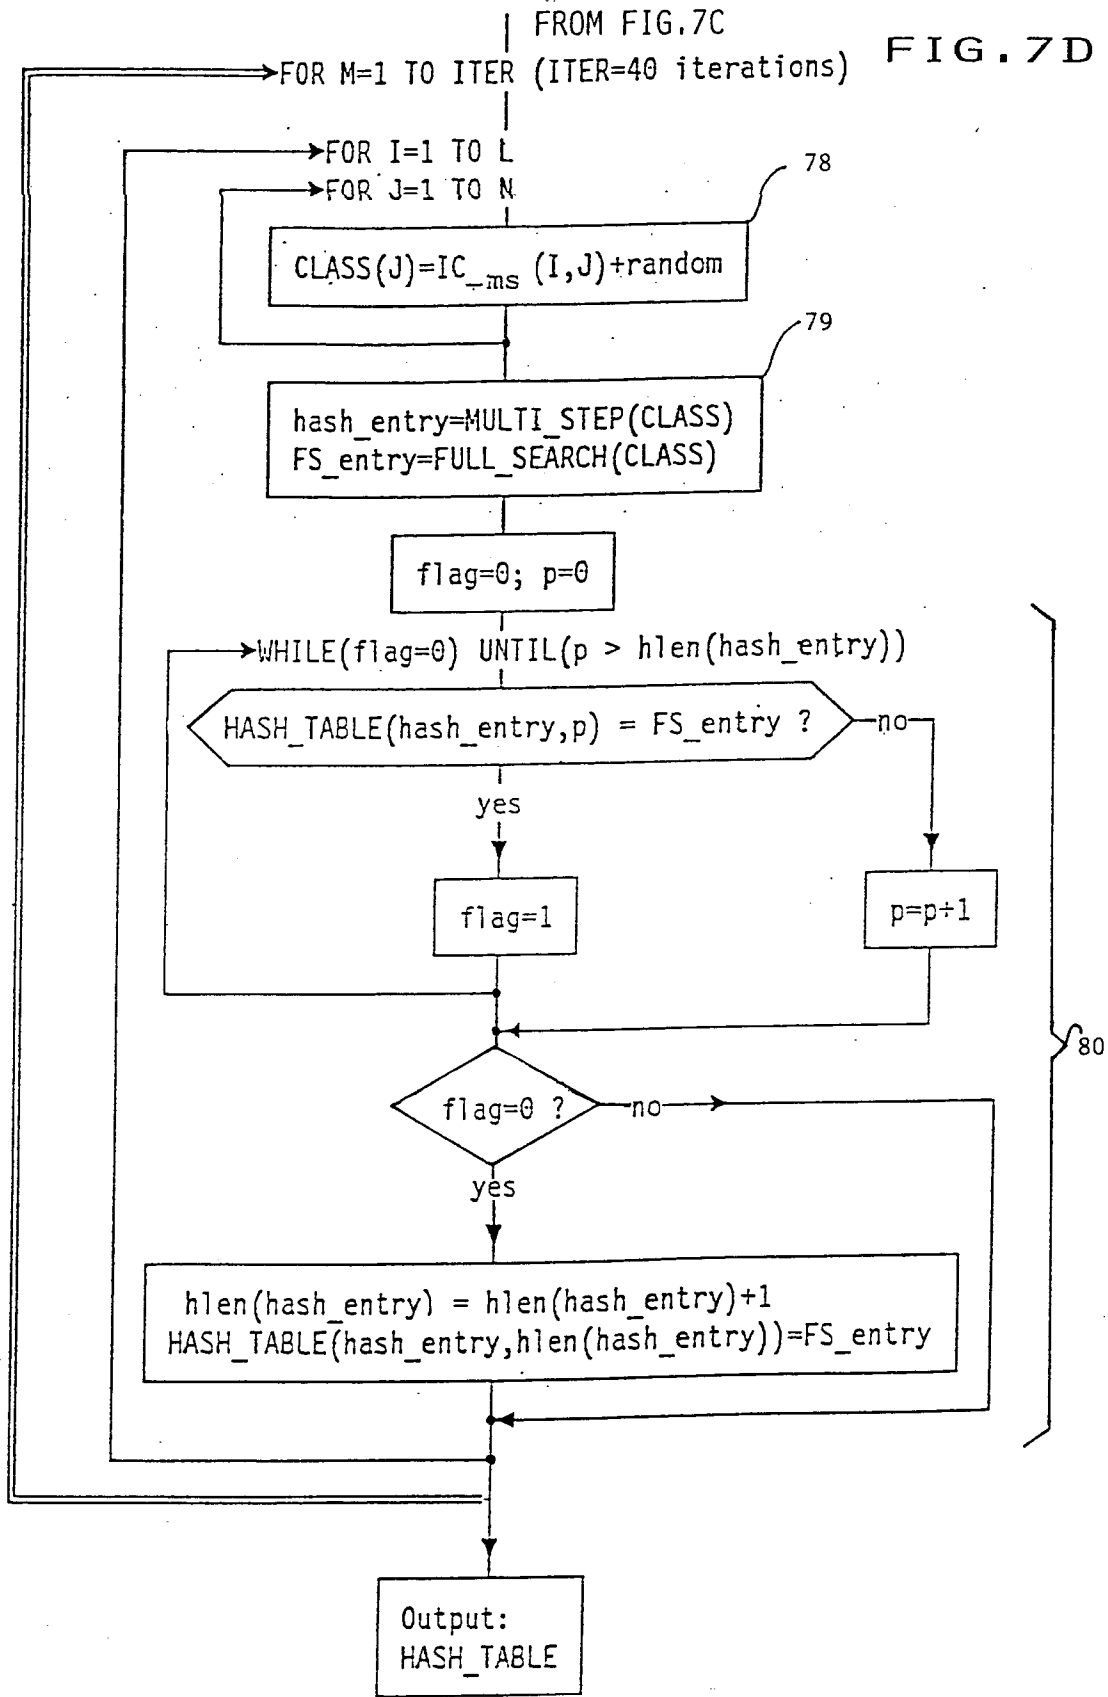 FROM FIG.7C
FIG.7D
FOR M=1 TO ITER (ITER=40 iterations)
FOR I=1 TO L
FOR J=1 TO N
78
CLASS(J)=IC_ms (I,J)+random
79
hash_entry=MULTI_STEP(CLASS)
FS_entry=FULL_SEARCH(CLASS)
flag=0; p=0
WHILE(flag=0) UNTIL(p > hlen(hash_entry))
HASH_TABLE(hash_entry,p) = FS_entry ?
no
yes
flag=1
p=p+1
80
flag=0 ?
no
yes
hlen(hash_entry) = hlen(hash_entry)+1
HASH_TABLE(hash_entry,hlen(hash_entry))=FS_entry
Output:
HASH_TABLE